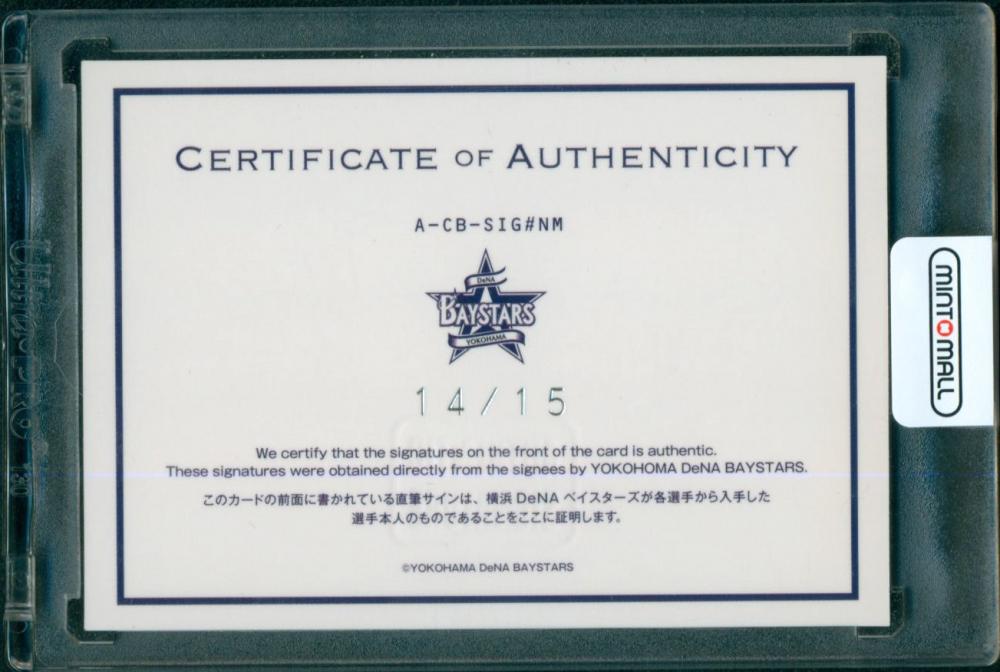 CERTIFICATE OF AUTHENTICITY
A-CB-SIG#NM
DeNA
BAYSTARS
YOKOHAMA
14/15
We certify that the signatures on the front of the card is authentic.
These signatures were obtained directly from the signees by YOKOHOMA DeNA BAYSTARS.
このカードの前面に書かれている直筆サインは、横浜 DeNA ベイスターズが各選手から入手した
選手本人のものであることをここに証明します。
©YOKOHAMA DeNA BAYSTARS
MINTMALL
Ultra PRO
130